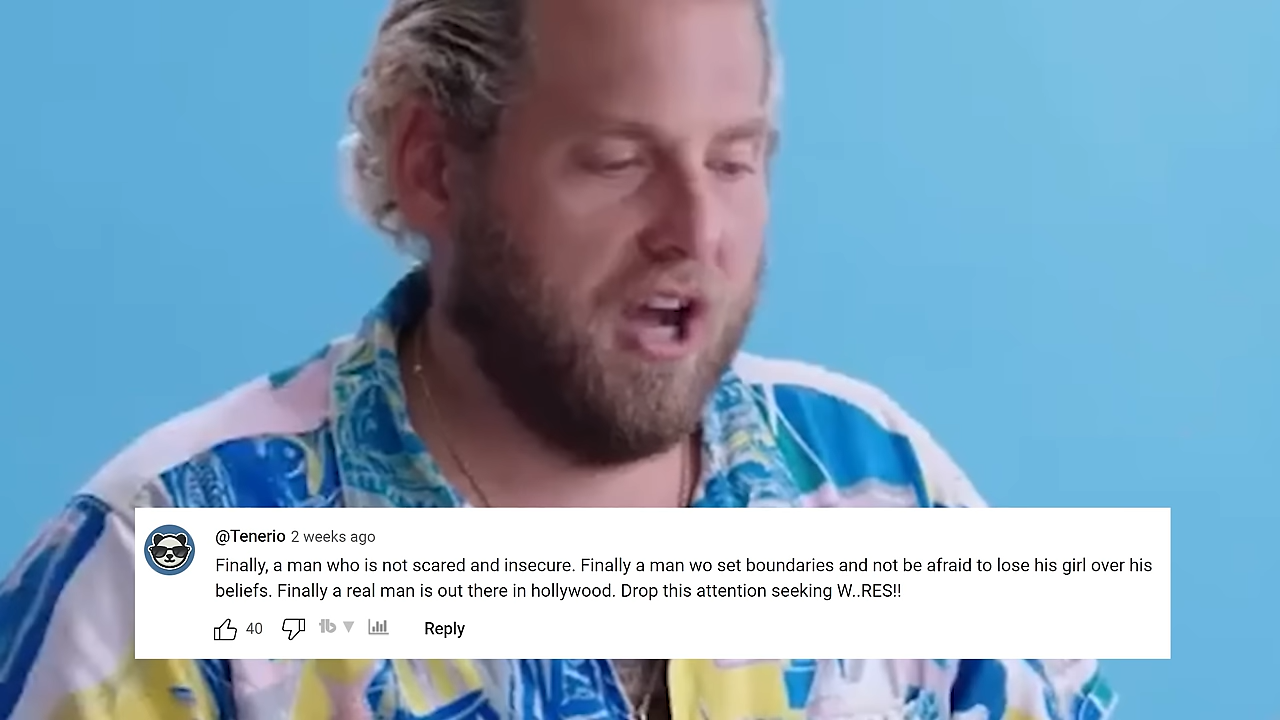 @Tenerio 2 weeks ago
Finally, a man who is not scared and insecure. Finally a man wo set boundaries and not be afraid to lose his girl over his
beliefs. Finally a real man is out there in hollywood. Drop this attention seeking W..RES!!
40 tb Reply